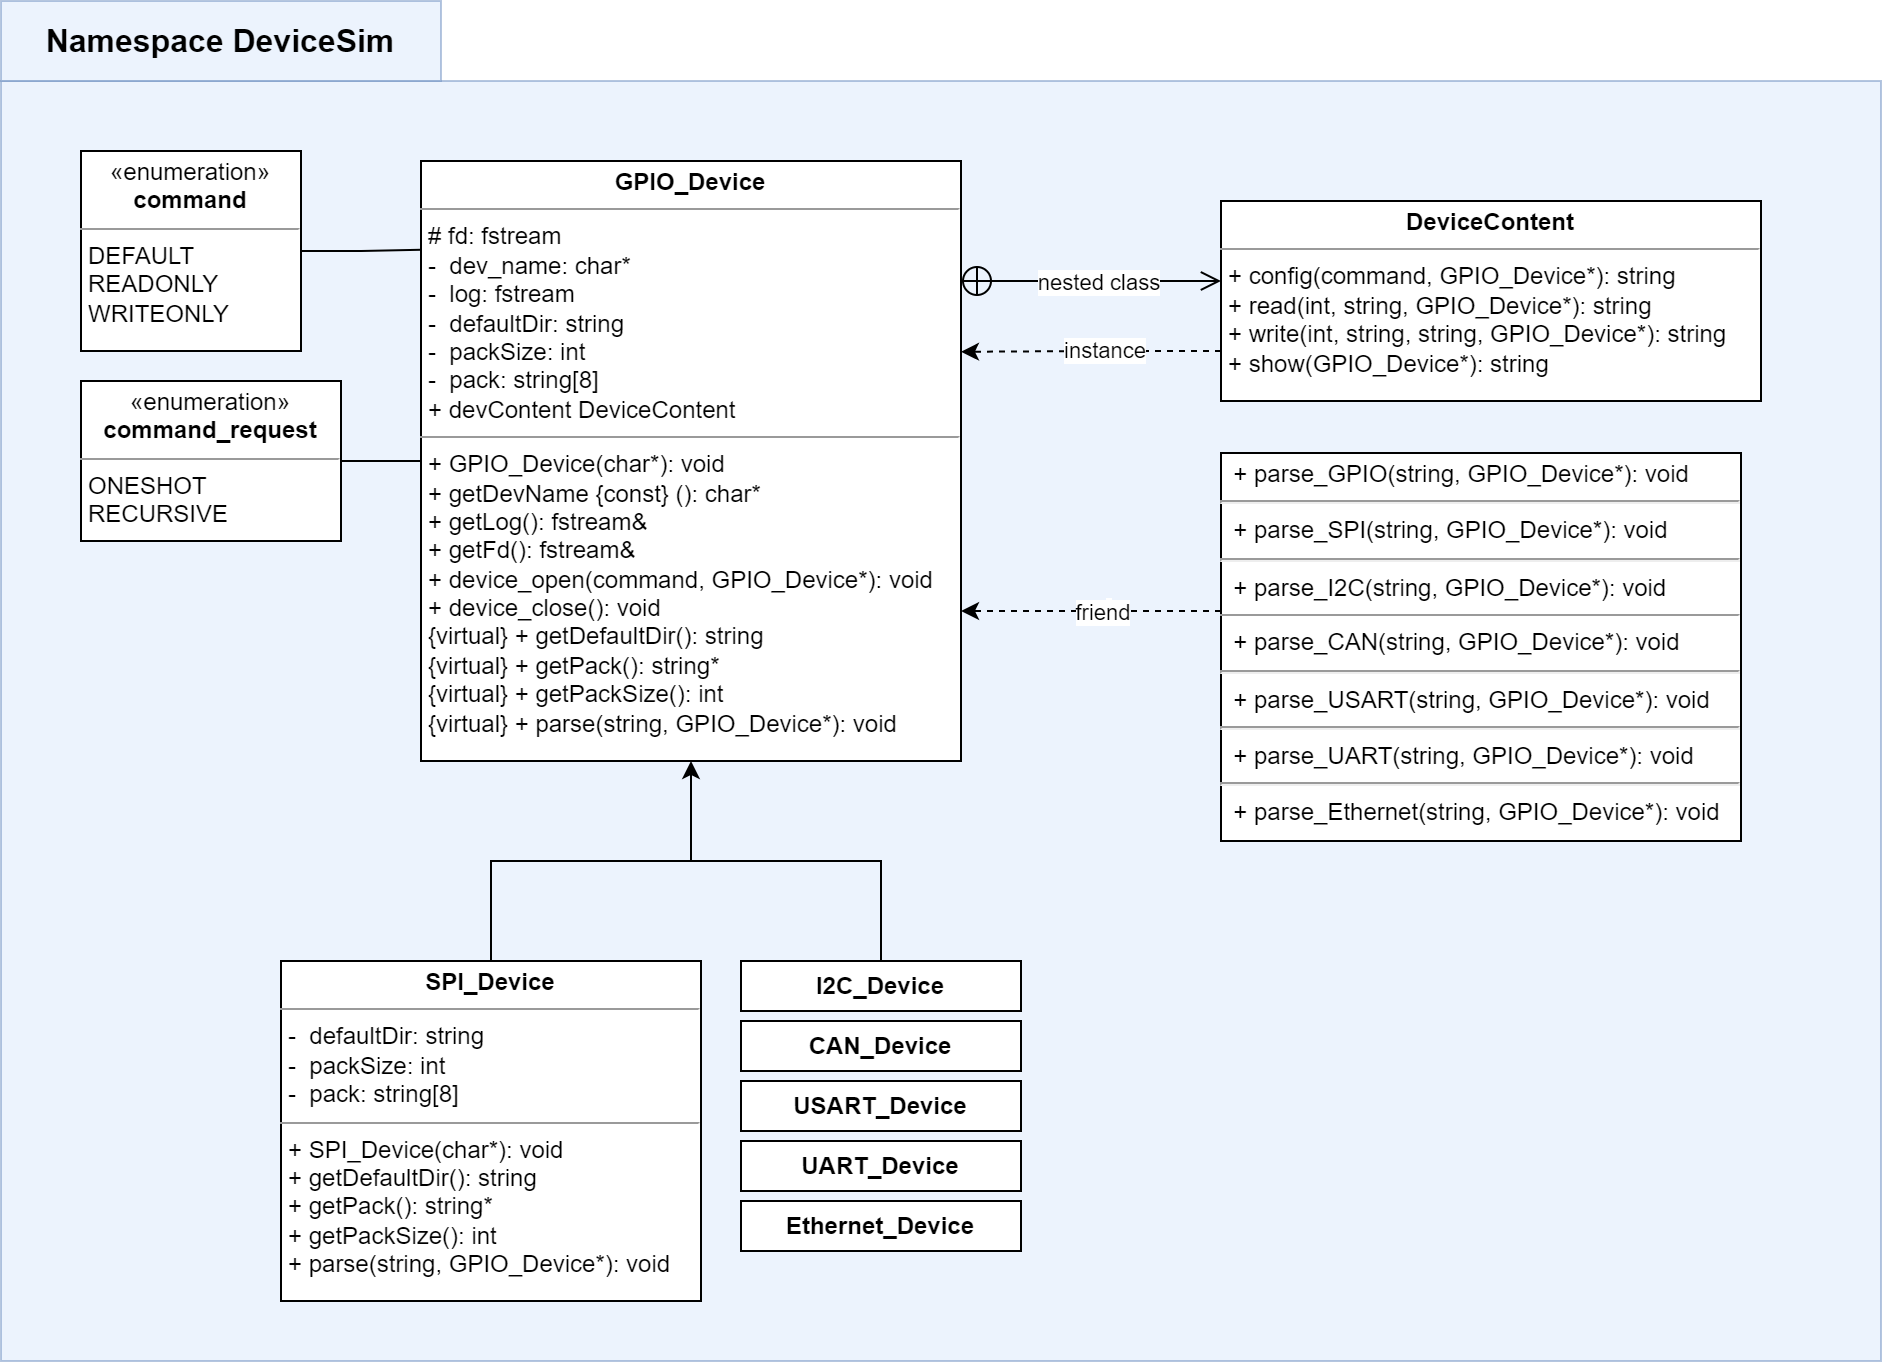 Namespace DeviceSim
«enumeration»
command
DEFAULT
READONLY
WRITEONLY
«enumeration»
command_request
ONESHOT
RECURSIVE
GPIO_Device
# fd: fstream
- dev_name: char*
- log: fstream
- defaultDir: string
- packSize: int
- pack: string[8]
+ devContent DeviceContent
+ GPIO_Device(char*): void
+ getDevName {const} (): char*
+ getLog(): fstream&
+ getFd(): fstream&
+ device_open(command, GPIO_Device*): void
+ device_close(): void
{virtual} + getDefaultDir(): string
{virtual} + getPack(): string*
{virtual} + getPackSize(): int
{virtual} + parse(string, GPIO_Device*): void
nested class
instance
friend
DeviceContent
+ config(command, GPIO_Device*): string
+ read(int, string, GPIO_Device*): string
+ write(int, string, string, GPIO_Device*): string
+ show(GPIO_Device*): string
+ parse_GPIO(string, GPIO_Device*): void
+ parse_SPI(string, GPIO_Device*): void
+ parse_I2C(string, GPIO_Device*): void
+ parse_CAN(string, GPIO_Device*): void
+ parse_USART(string, GPIO_Device*): void
+ parse_UART(string, GPIO_Device*): void
+ parse_Ethernet(string, GPIO_Device*): void
SPI_Device
- defaultDir: string
- packSize: int
- pack: string[8]
+ SPI_Device(char*): void
+ getDefaultDir(): string
+ getPack(): string*
+ getPackSize(): int
+ parse(string, GPIO_Device*): void
I2C_Device
CAN_Device
USART_Device
UART_Device
Ethernet_Device